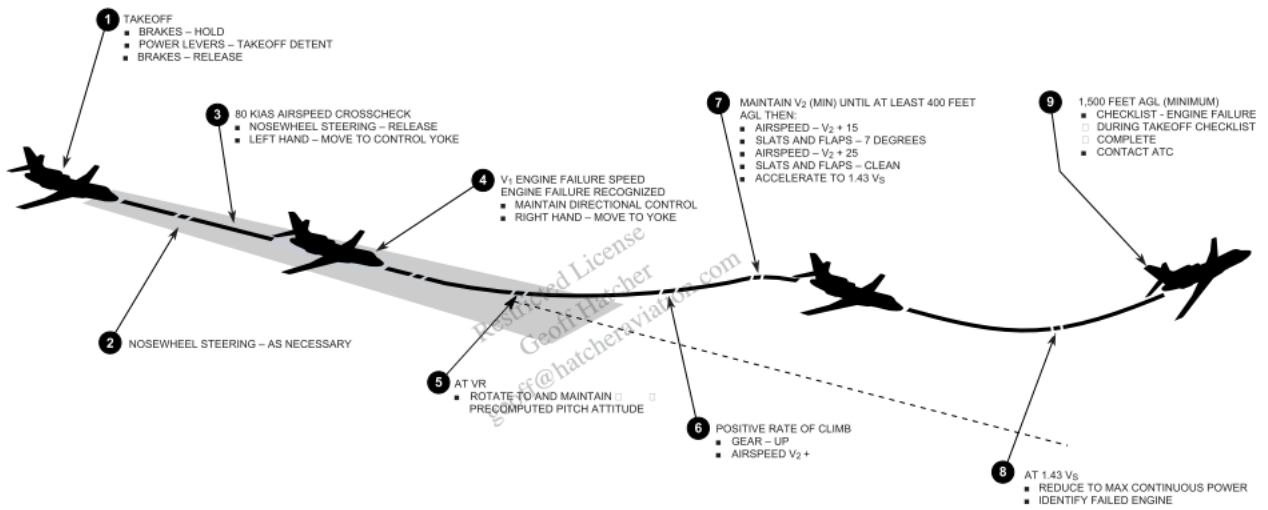 1 TAKEOFF
■ BRAKES – HOLD
■ POWER LEVERS – TAKEOFF DETENT
■ BRAKES – RELEASE
2 NOSEWHEEL STEERING – AS NECESSARY
3 80 KIAS AIRSPEED CROSSCHECK
■ NOSEWHEEL STEERING – RELEASE
■ LEFT HAND – MOVE TO CONTROL YOKE
4 V1 ENGINE FAILURE SPEED
ENGINE FAILURE RECOGNIZED
■ MAINTAIN DIRECTIONAL CONTROL
■ RIGHT HAND – MOVE TO YOKE
5 AT VR
■ ROTATE TO AND MAINTAIN
PRECOMPUTED PITCH ATTITUDE
6 POSITIVE RATE OF CLIMB
■ GEAR – UP
■ AIRSPEED V2 +
7 MAINTAIN V2 (MIN) UNTIL AT LEAST 400 FEET
AGL THEN:
■ AIRSPEED – V2 + 15
■ SLATS AND FLAPS – 7 DEGREES
■ AIRSPEED – V2 + 25
■ SLATS AND FLAPS – CLEAN
■ ACCELERATE TO 1.43 VS
8 AT 1.43 VS
■ REDUCE TO MAX CONTINUOUS POWER
■ IDENTIFY FAILED ENGINE
9 1,500 FEET AGL (MINIMUM)
■ CHECKLIST - ENGINE FAILURE
□ DURING TAKEOFF CHECKLIST
□ COMPLETE
■ CONTACT ATC
Restricted License
Geoff Hatcher
geoff@hatcheraviation.com